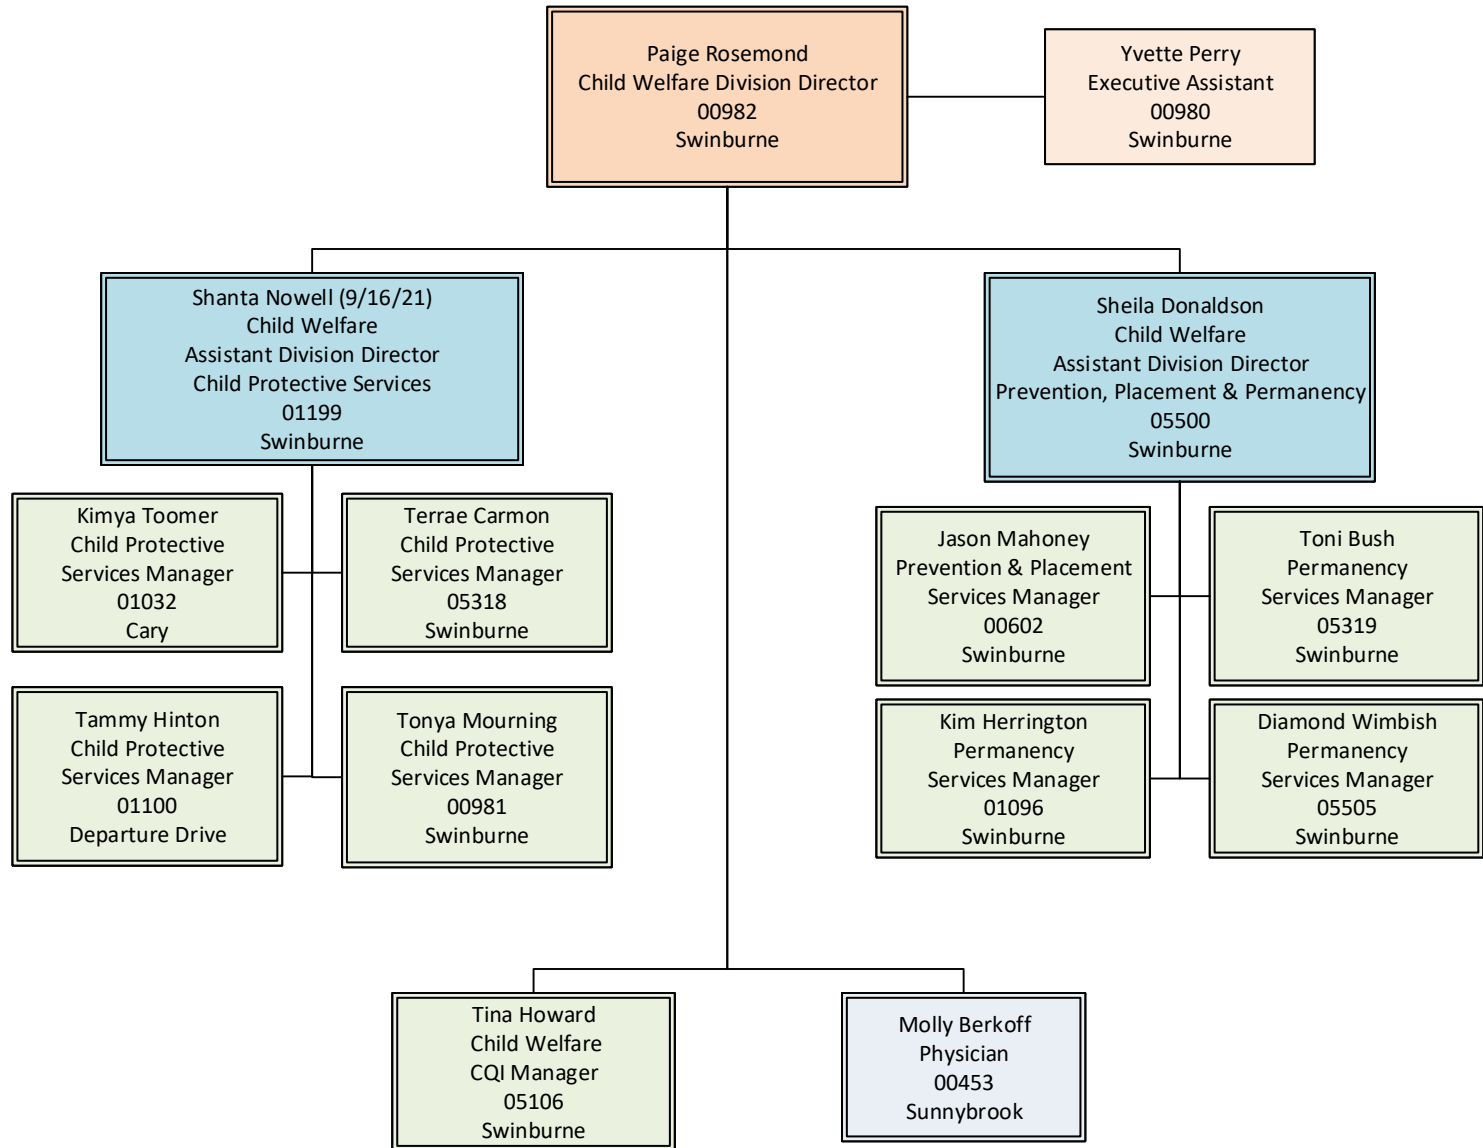 Paige Rosemond
Child Welfare Division Director
00982
Swinburne
Yvette Perry
Executive Assistant
00980
Swinburne
Shanta Nowell (9/16/21)
Child Welfare
Assistant Division Director
Child Protective Services
01199
Swinburne
Sheila Donaldson
Child Welfare
Assistant Division Director
Prevention, Placement & Permanency
05500
Swinburne
Kimya Toomer
Child Protective
Services Manager
01032
Cary
Terrae Carmon
Child Protective
Services Manager
05318
Swinburne
Jason Mahoney
Prevention & Placement
Services Manager
00602
Swinburne
Toni Bush
Permanency
Services Manager
05319
Swinburne
Tammy Hinton
Child Protective
Services Manager
01100
Departure Drive
Tonya Mourning
Child Protective
Services Manager
00981
Swinburne
Kim Herrington
Permanency
Services Manager
01096
Swinburne
Diamond Wimbish
Permanency
Services Manager
05505
Swinburne
Tina Howard
Child Welfare
CQI Manager
05106
Swinburne
Molly Berkoff
Physician
00453
Sunnybrook